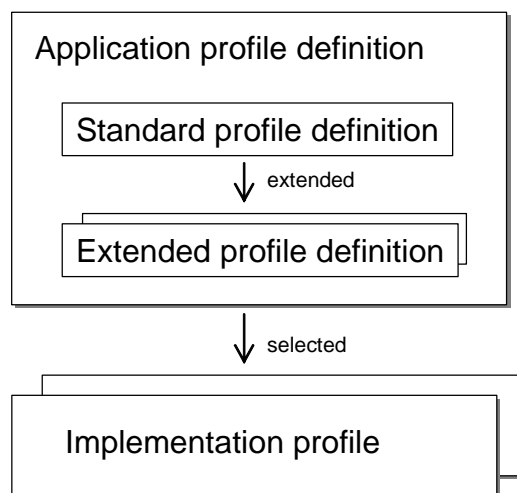 Application profile definition
Standard profile definition
extended
Extended profile definition
selected
Implementation profile